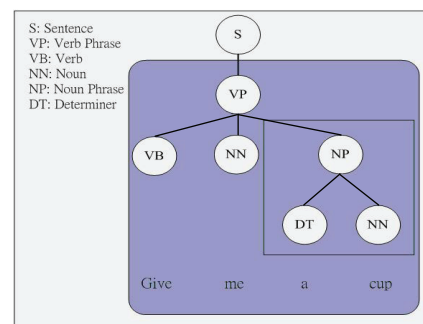 S: Sentence
VP: Verb Phrase
VB: Verb
NN: Noun
NP: Noun Phrase
DT: Determiner
S
VP
VB NN NP
DT NN
Give me a cup